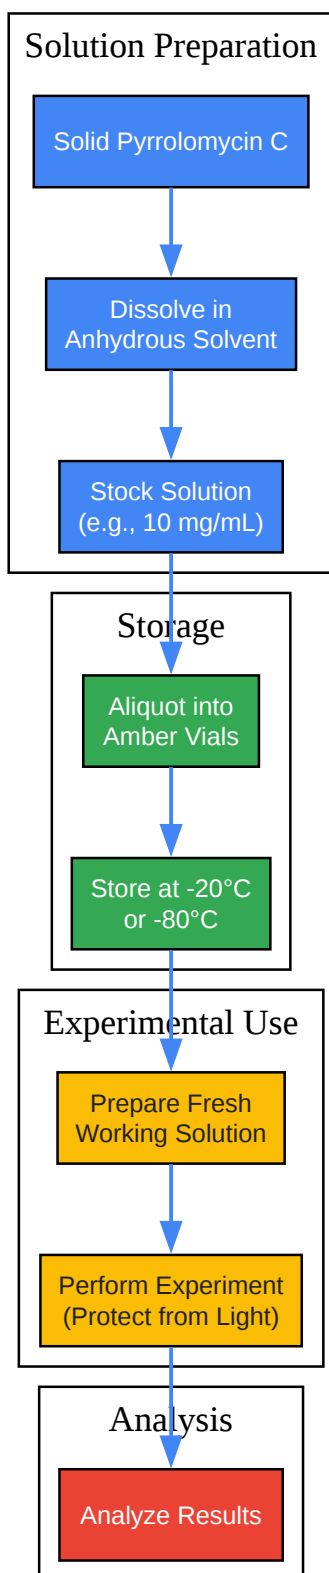 Solution Preparation
Solid Pyrrolomycin C
Dissolve in
Anhydrous Solvent
Stock Solution
(e.g., 10 mg/mL)
Storage
Aliquot into
Amber Vials
Store at -20°C
or -80°C
Experimental Use
Prepare Fresh
Working Solution
Perform Experiment
(Protect from Light)
Analysis
Analyze Results